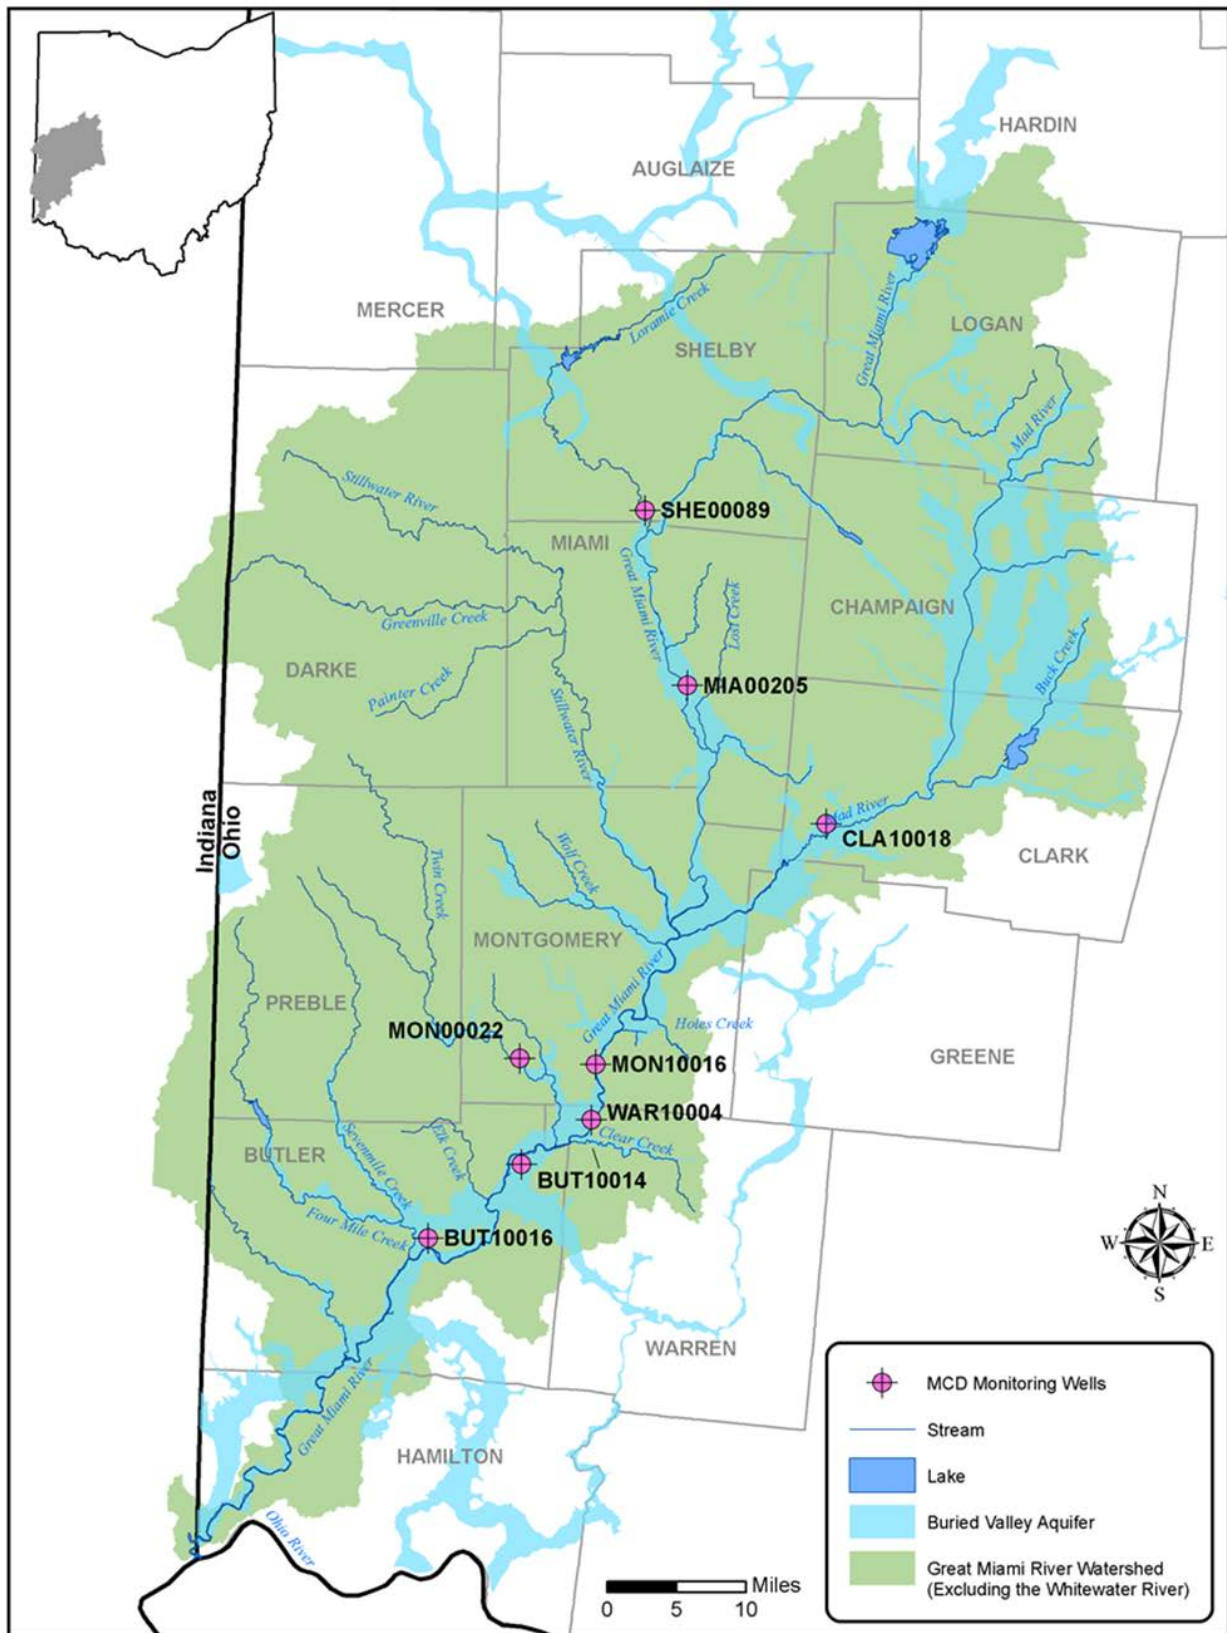 HARDIN
AUGLAIZE
MERCER
Loramie Creek
Great Miami River
LOGAN
SHELBY
Mad River
Stillwater River
SHE00089
MIAMI
Great Miami River
Lost Creek
CHAMPAIGN
Greenville Creek
DARKE
Painter Creek
MIA00205
Buck Creek
Stillwater River
Indiana
Ohio
Mad River
CLA10018
CLARK
Twin Creek
Wolf Creek
MONTGOMERY
PREBLE
Great Miami River
Holes Creek
MON00022
MON10016
GREENE
WAR10004
Clear Creek
Elk Creek
Sevenmile Creek
BUTLER
BUT10014
Four Mile Creek
BUT10016
N
W
E
S
WARREN
Great Miami River
HAMILTON
Ohio River
MCD Monitoring Wells
Stream
Lake
Buried Valley Aquifer
Great Miami River Watershed
(Excluding the Whitewater River)
Miles
0 5 10